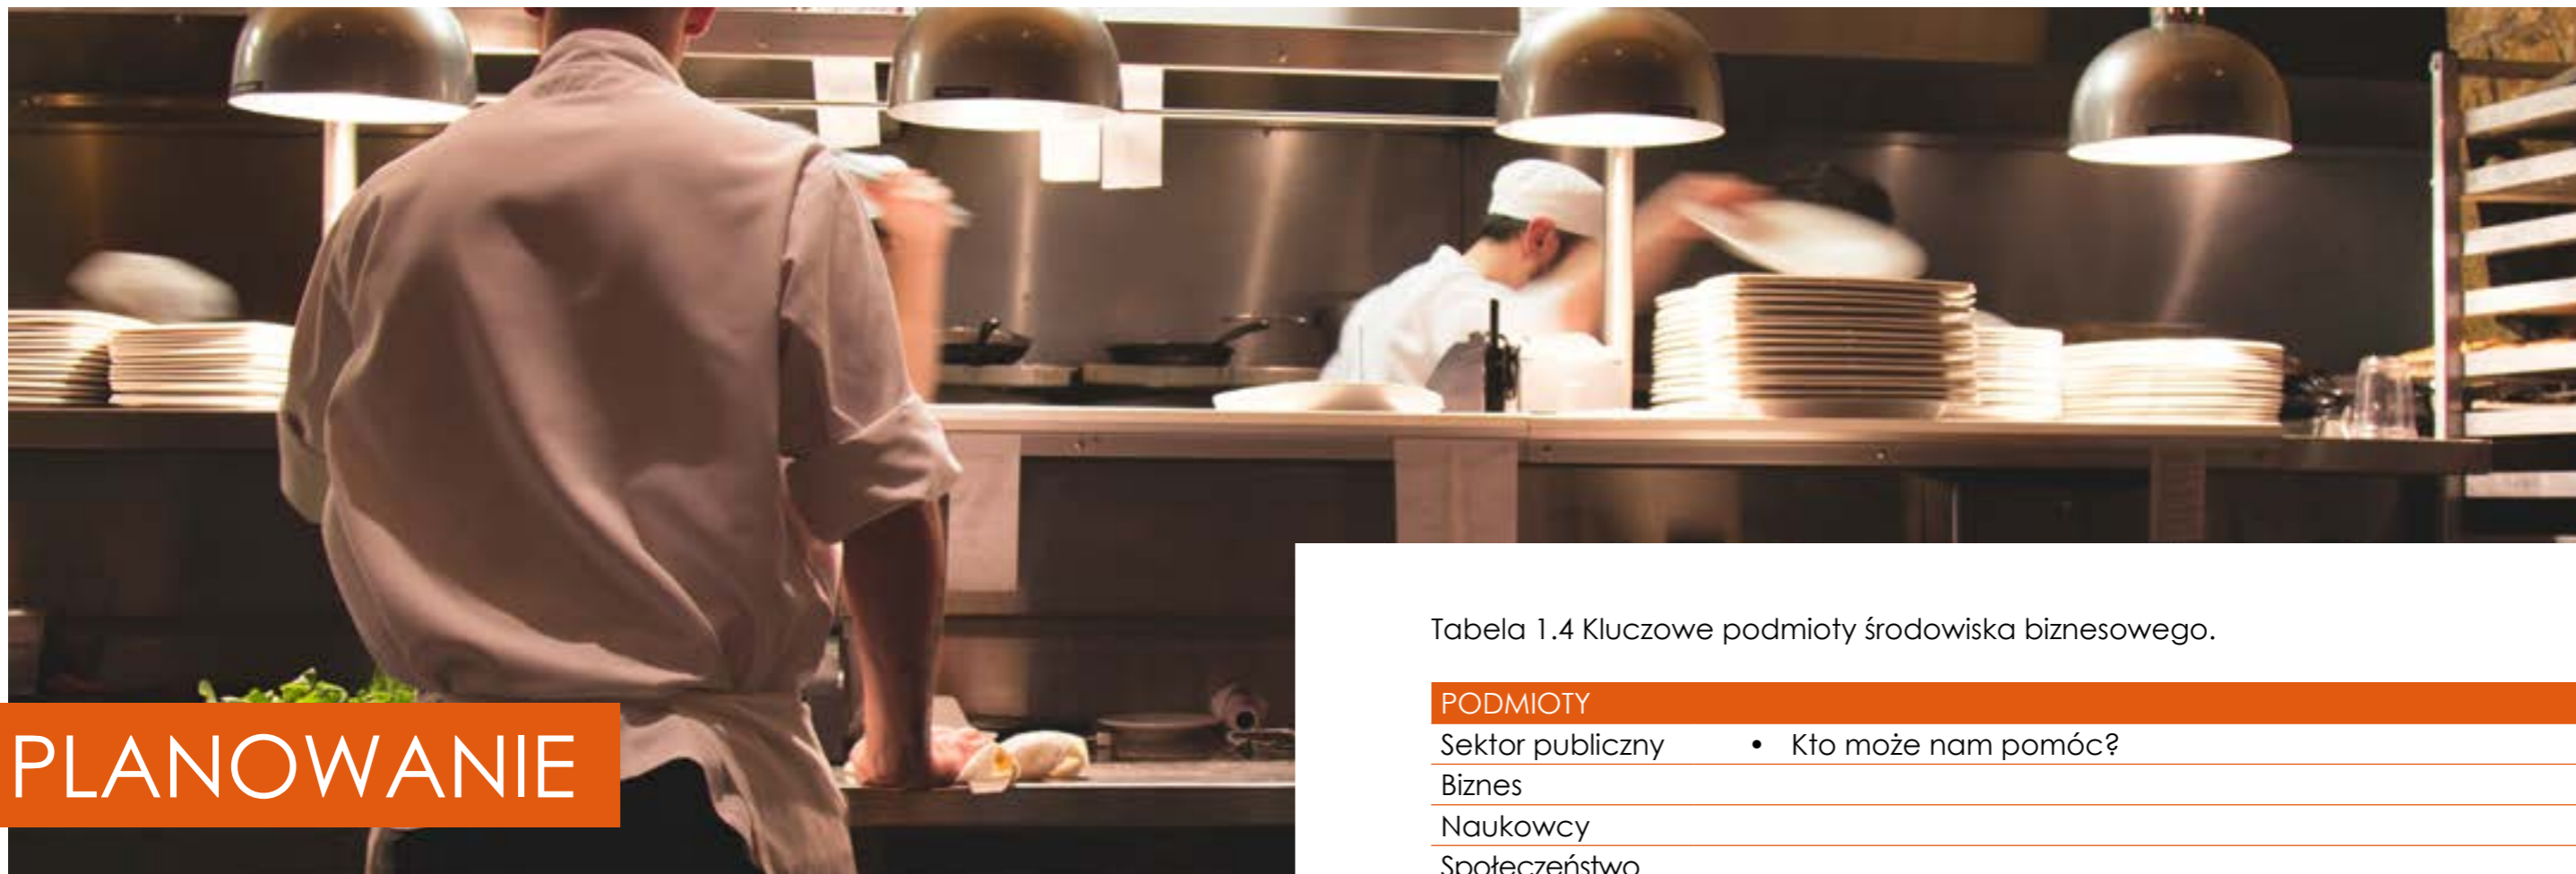 PLANOWANIE
Tabela 1.4 Kluczowe podmioty środowiska biznesowego.
PODMIOTY
Sektor publiczny • Kto może nam pomóc?
Biznes
Naukowcy
Społeczeństwo